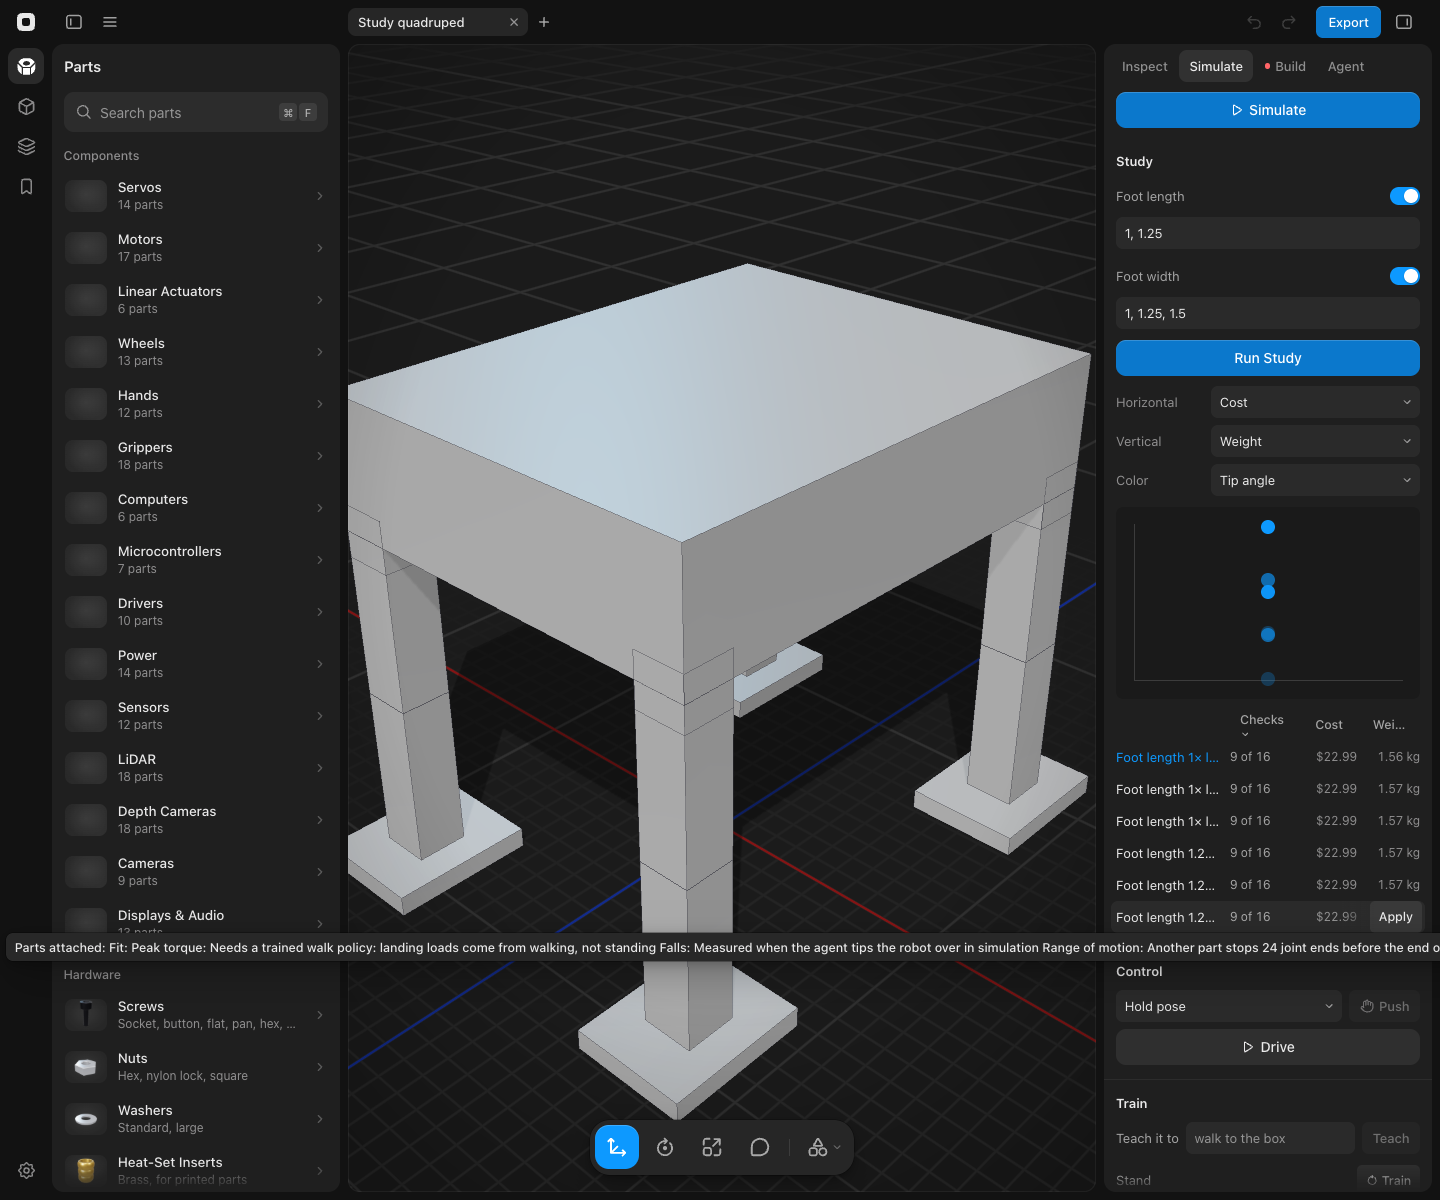 Study quadruped
Export
Parts
Search parts
⌘ F
Components
Servos
14 parts
Motors
17 parts
Linear Actuators
6 parts
Wheels
13 parts
Hands
12 parts
Grippers
18 parts
Computers
6 parts
Microcontrollers
7 parts
Drivers
10 parts
Power
14 parts
Sensors
12 parts
LiDAR
18 parts
Depth Cameras
18 parts
Cameras
9 parts
Displays & Audio
Parts attached: Fit: Peak torque: Needs a trained walk policy: landing loads come from walking, not standing Falls: Measured when the agent tips the robot over in simulation Range of motion: Another part stops 24 joint ends before the end o
Hardware
Screws
Socket, button, flat, pan, hex, ...
Nuts
Hex, nylon lock, square
Washers
Standard, large
Heat-Set Inserts
Brass, for printed parts
Inspect Simulate Build Agent
Simulate
Study
Foot length
1, 1.25
Foot width
1, 1.25, 1.5
Run Study
Horizontal Cost
Vertical Weight
Color Tip angle
Checks Cost Wei...
Foot length 1× l... 9 of 16 $22.99 1.56 kg
Foot length 1× l... 9 of 16 $22.99 1.57 kg
Foot length 1× l... 9 of 16 $22.99 1.57 kg
Foot length 1.2... 9 of 16 $22.99 1.57 kg
Foot length 1.2... 9 of 16 $22.99 1.57 kg
Foot length 1.2... 9 of 16 $22.99 Apply
Control
Hold pose Push
Drive
Train
Teach it to walk to the box Teach
Stand Train